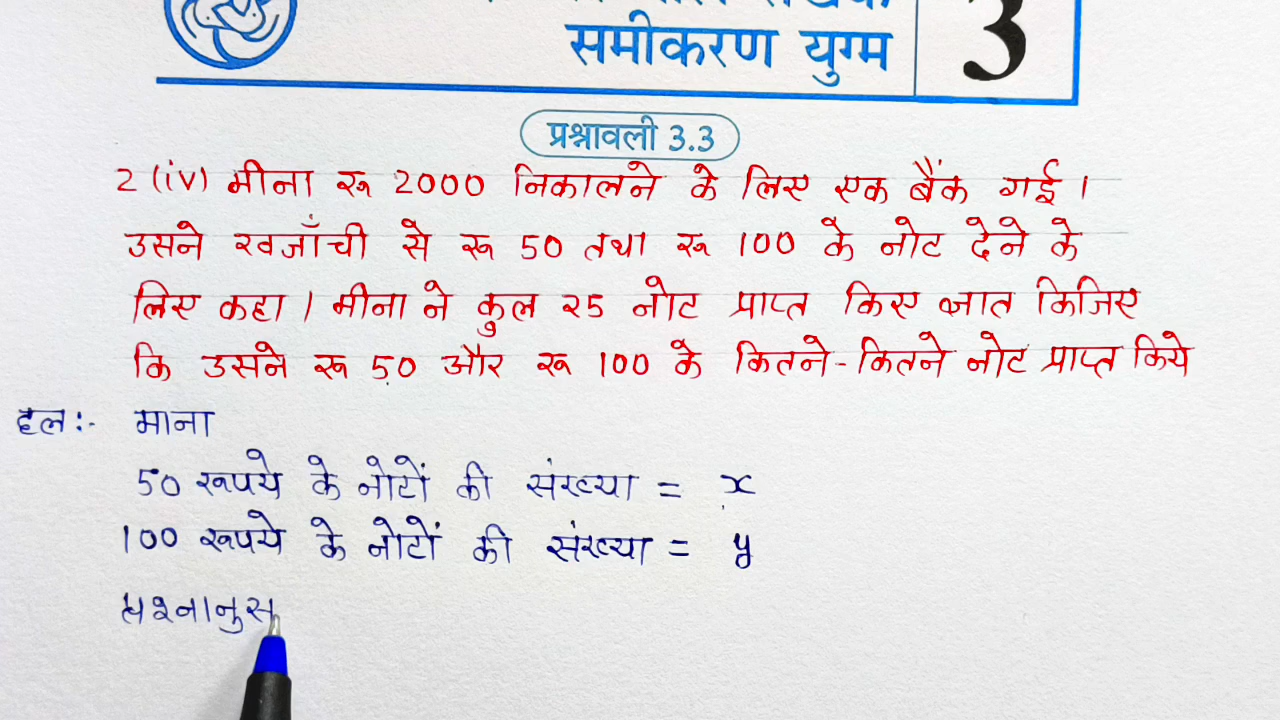 समीकरण युग्म
3
प्रश्नावली 3.3
2 (iv) मीना रू 2000 निकालने के लिए एक बैंक गई ।
उसने खजाँची से रू 50 तथा रू 100 के नोट देने के
लिए कहा । मीना ने कुल 25 नोट प्राप्त किए ज्ञात किजिए
कि उसने रू 50 और रू 100 के कितने-कितने नोट प्राप्त किये
हल:- माना
50 रूपये के नोटों की संख्या = x
100 रूपये के नोटों की संख्या = y
प्रश्नानुस